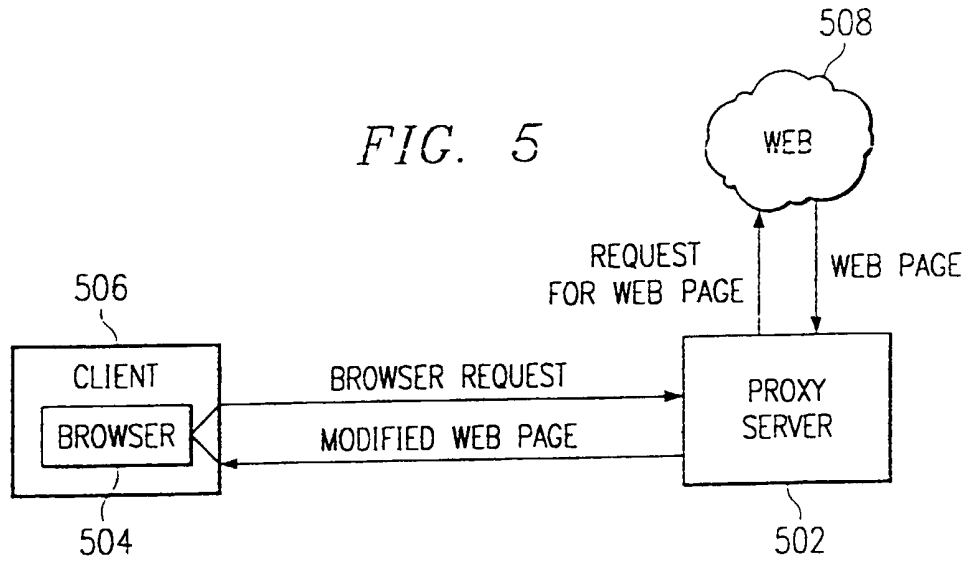 508
FIG. 5
WEB
REQUEST
FOR WEB PAGE
WEB PAGE
506
CLIENT
BROWSER
BROWSER REQUEST
MODIFIED WEB PAGE
PROXY
SERVER
504
502